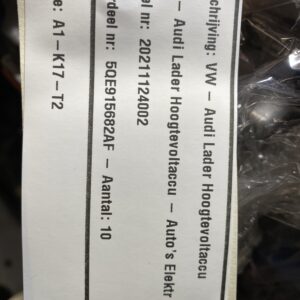 schrijving: VW – Audi Lader Hoogtevoltaccu
– Audi Lader Hoogtevoltaccu – Auto's Elektr
el nr: 20211124002
rdeel nr: 5QE915682AF – Aantal: 10
e: A1-K17-T2